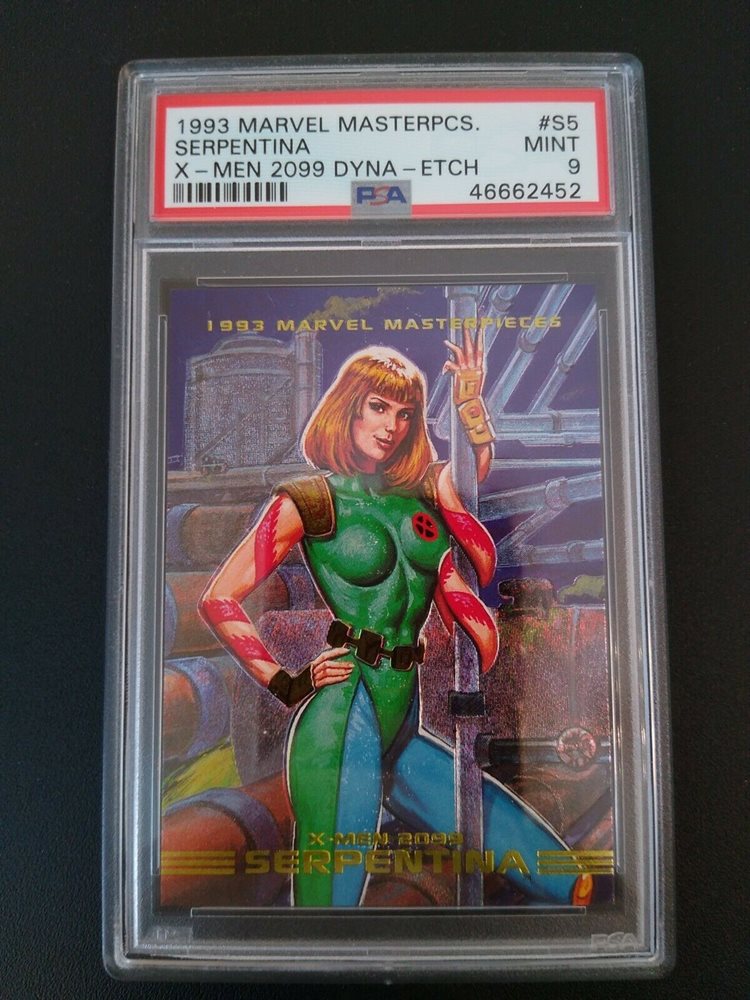 1993 MARVEL MASTERPCS. #S5
SERPENTINA MINT
X-MEN 2099 DYNA-ETCH 9
PSA 46662452
1993 MARVEL MASTERPIECES
X-MEN 2099
SERPENTINA
PSA